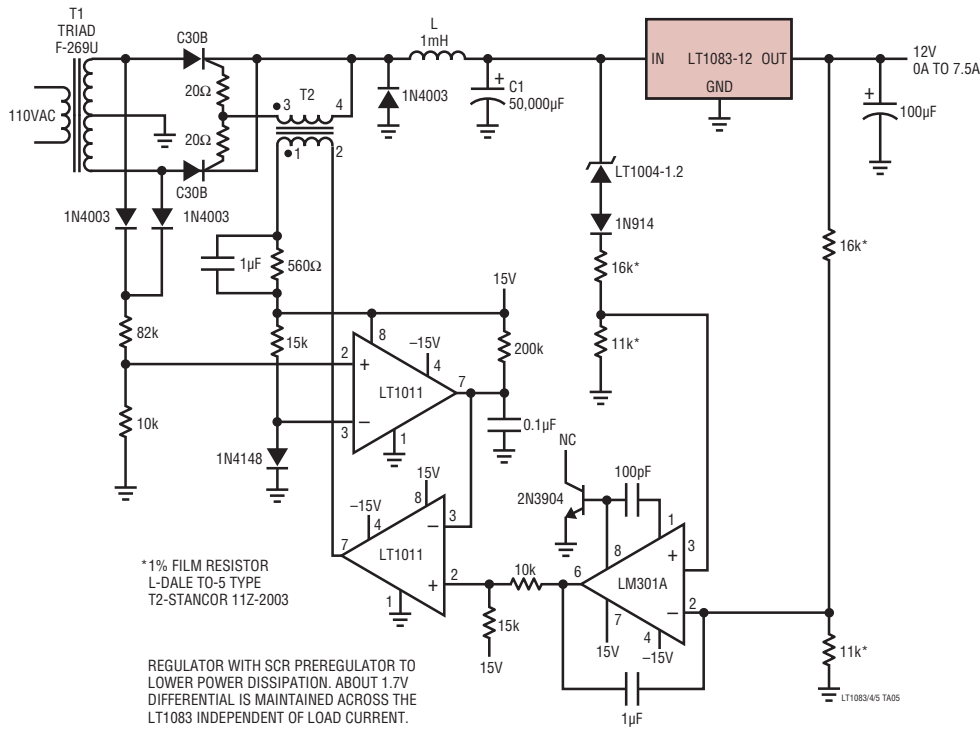 T1
TRIAD
F-269U
C30B
L
1mH
LT1083-12
IN
OUT
GND
12V
0A TO 7.5A
+
C1
50,000µF
1N4003
+
100µF
110VAC
20Ω
20Ω
T2
3
4
1
2
C30B
1N4003
1N4003
LT1004-1.2
1N914
16k*
16k*
1µF
560Ω
15V
82k
15k
8
–15V
4
200k
11k*
2
+
LT1011
7
–
3
1
10k
0.1µF
1N4148
15V
8
–15V
4
–
3
7
LT1011
+
2
1
NC
100pF
2N3904
1
8
+
3
6
LM301A
–
2
7
15V
4
–15V
10k
15k
15V
1µF
11k*
*1% FILM RESISTOR
L-DALE TO-5 TYPE
T2-STANCOR 11Z-2003
REGULATOR WITH SCR PREREGULATOR TO
LOWER POWER DISSIPATION. ABOUT 1.7V
DIFFERENTIAL IS MAINTAINED ACROSS THE
LT1083 INDEPENDENT OF LOAD CURRENT.
LT1083/4/5 TA05